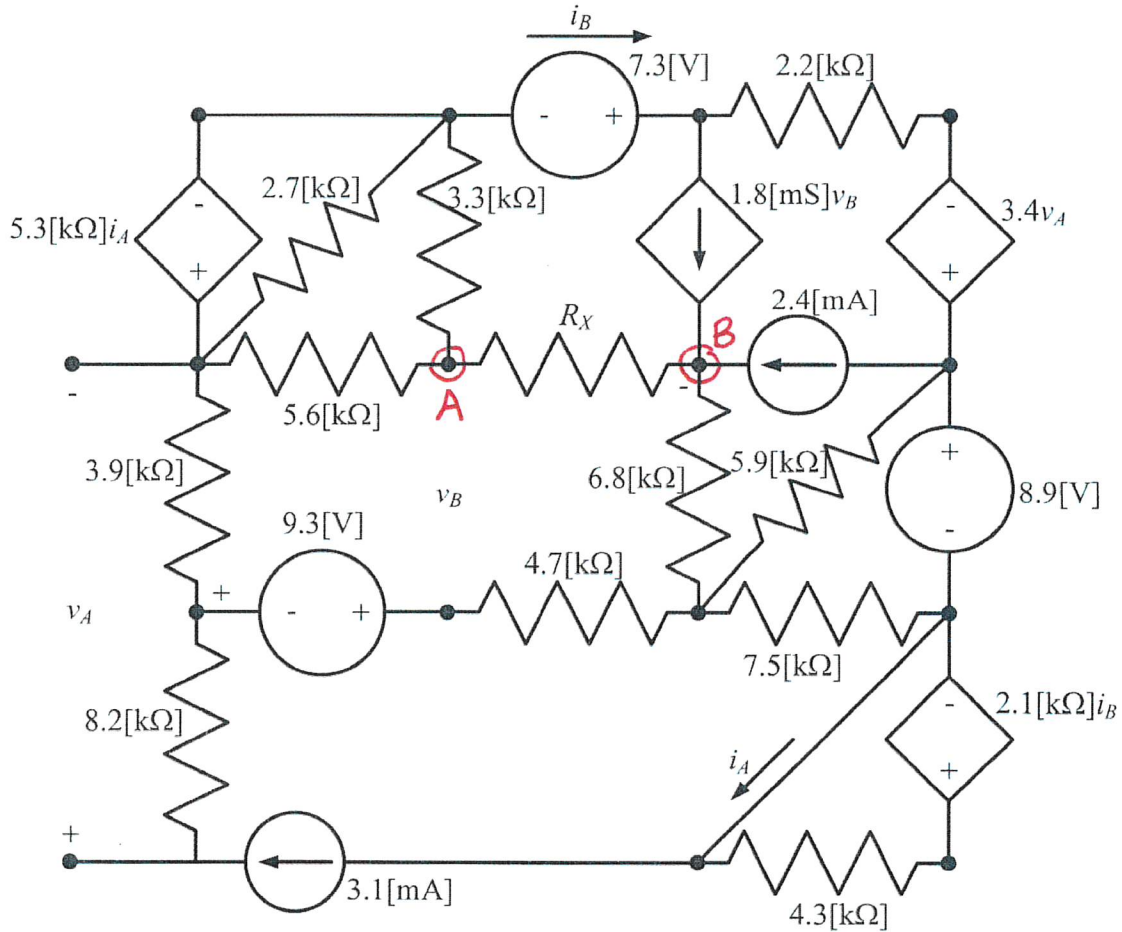 i_B
7.3[V]
2.2[kΩ]
- +
2.7[kΩ]
3.3[kΩ]
-
5.3[kΩ]i_A
+
1.8[mS]v_B
-
3.4v_A
+
2.4[mA]
R_X
B
-
A
-
5.6[kΩ]
3.9[kΩ]
v_B
6.8[kΩ]
5.9[kΩ]
+
8.9[V]
-
9.3[V]
4.7[kΩ]
+
- +
v_A
7.5[kΩ]
8.2[kΩ]
-
2.1[kΩ]i_B
+
i_A
+
3.1[mA]
4.3[kΩ]